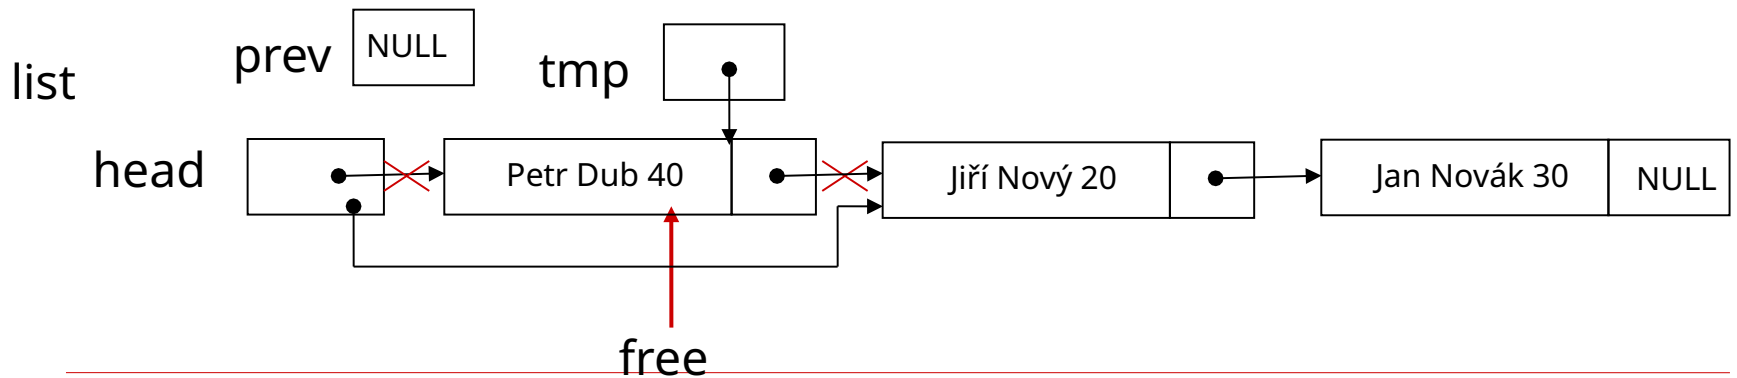 list
prev NULL
tmp
head
Petr Dub 40
Jiří Nový 20
Jan Novák 30
NULL
free